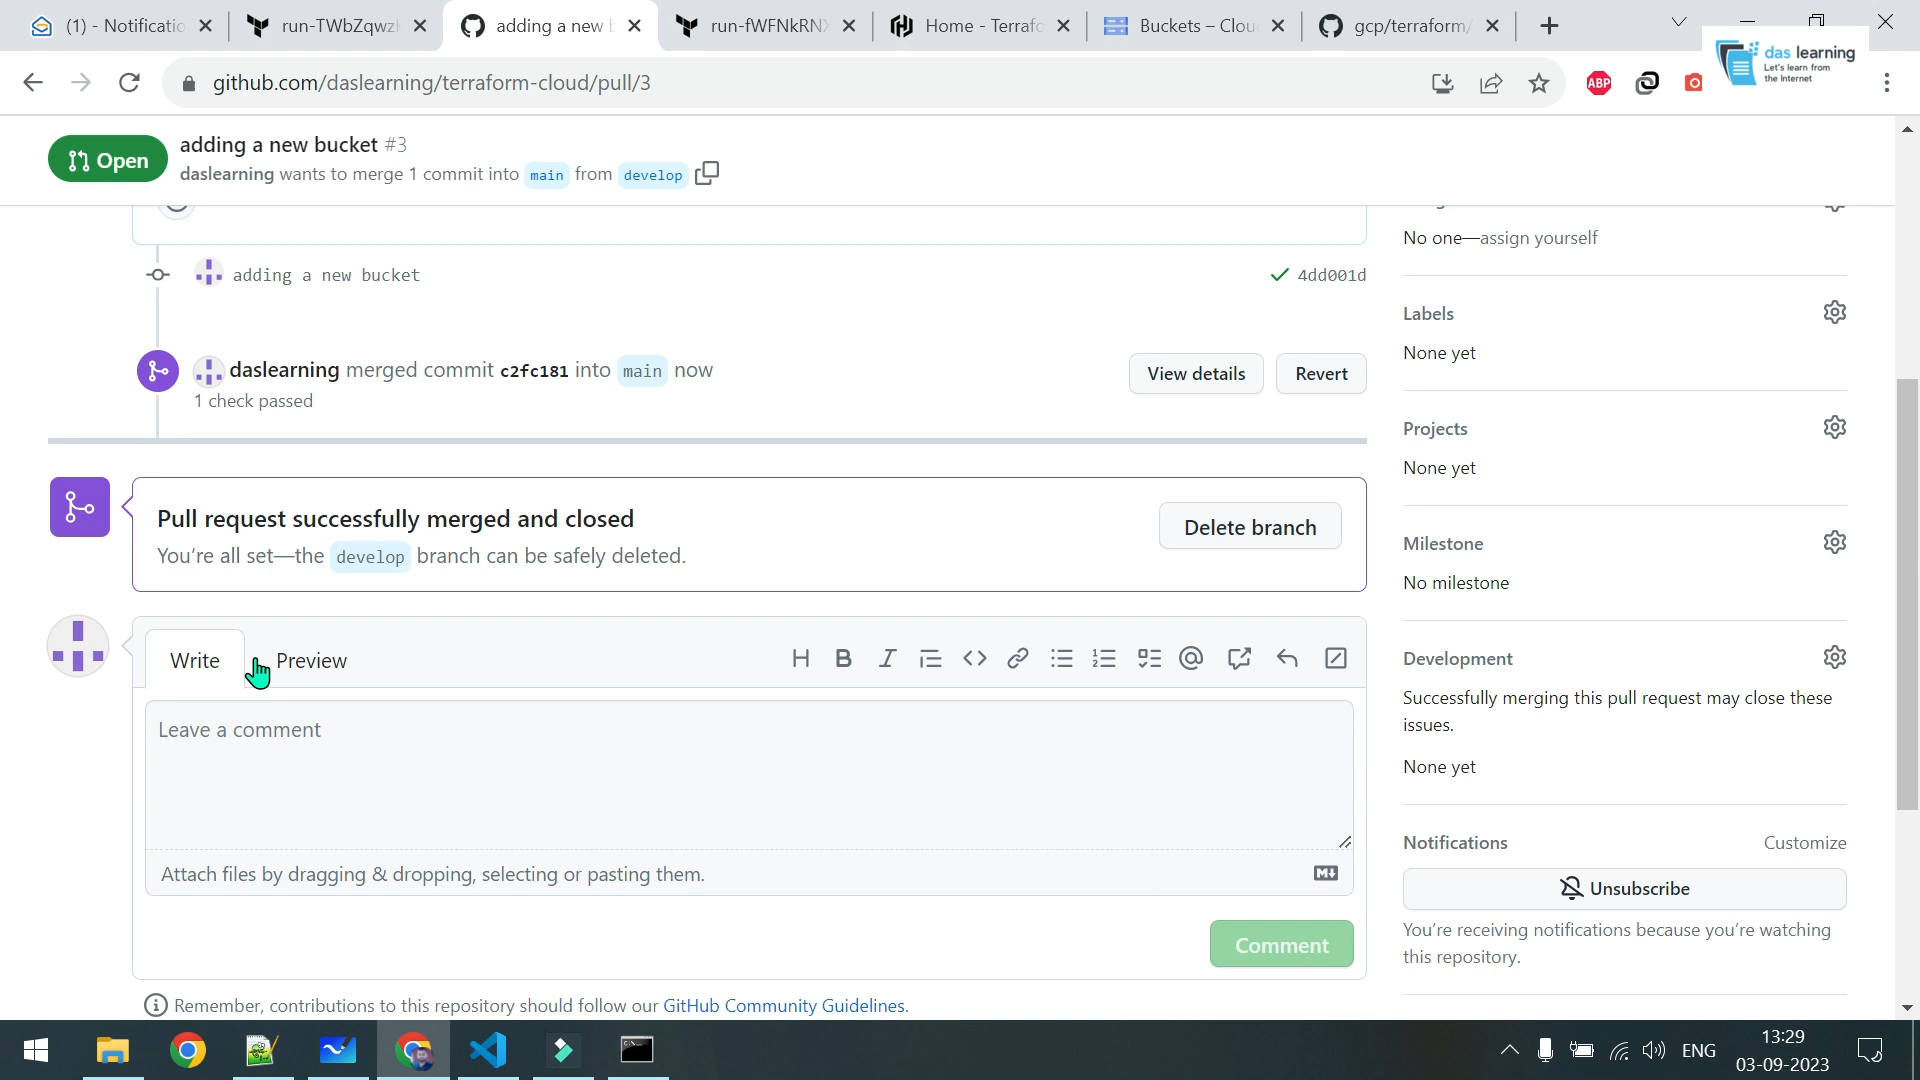 (1) - Notificatio
run-TWbZqwz
adding a new b
run-fWFNkRNX
Home - Terrafo
Buckets – Clou
gcp/terraform/
das learning
Let's learn from
the Internet
github.com/daslearning/terraform-cloud/pull/3
ABP
Open
adding a new bucket #3
daslearning wants to merge 1 commit into main from develop
No one—assign yourself
adding a new bucket
4dd001d
Labels
None yet
daslearning merged commit c2fc181 into main now
View details
Revert
1 check passed
Projects
None yet
Pull request successfully merged and closed
You're all set—the develop branch can be safely deleted.
Delete branch
Milestone
No milestone
Write
Preview
Development
Successfully merging this pull request may close these
issues.
None yet
Leave a comment
Attach files by dragging & dropping, selecting or pasting them.
Notifications
Customize
Unsubscribe
You're receiving notifications because you're watching
this repository.
Comment
Remember, contributions to this repository should follow our GitHub Community Guidelines.
ENG
13:29
03-09-2023